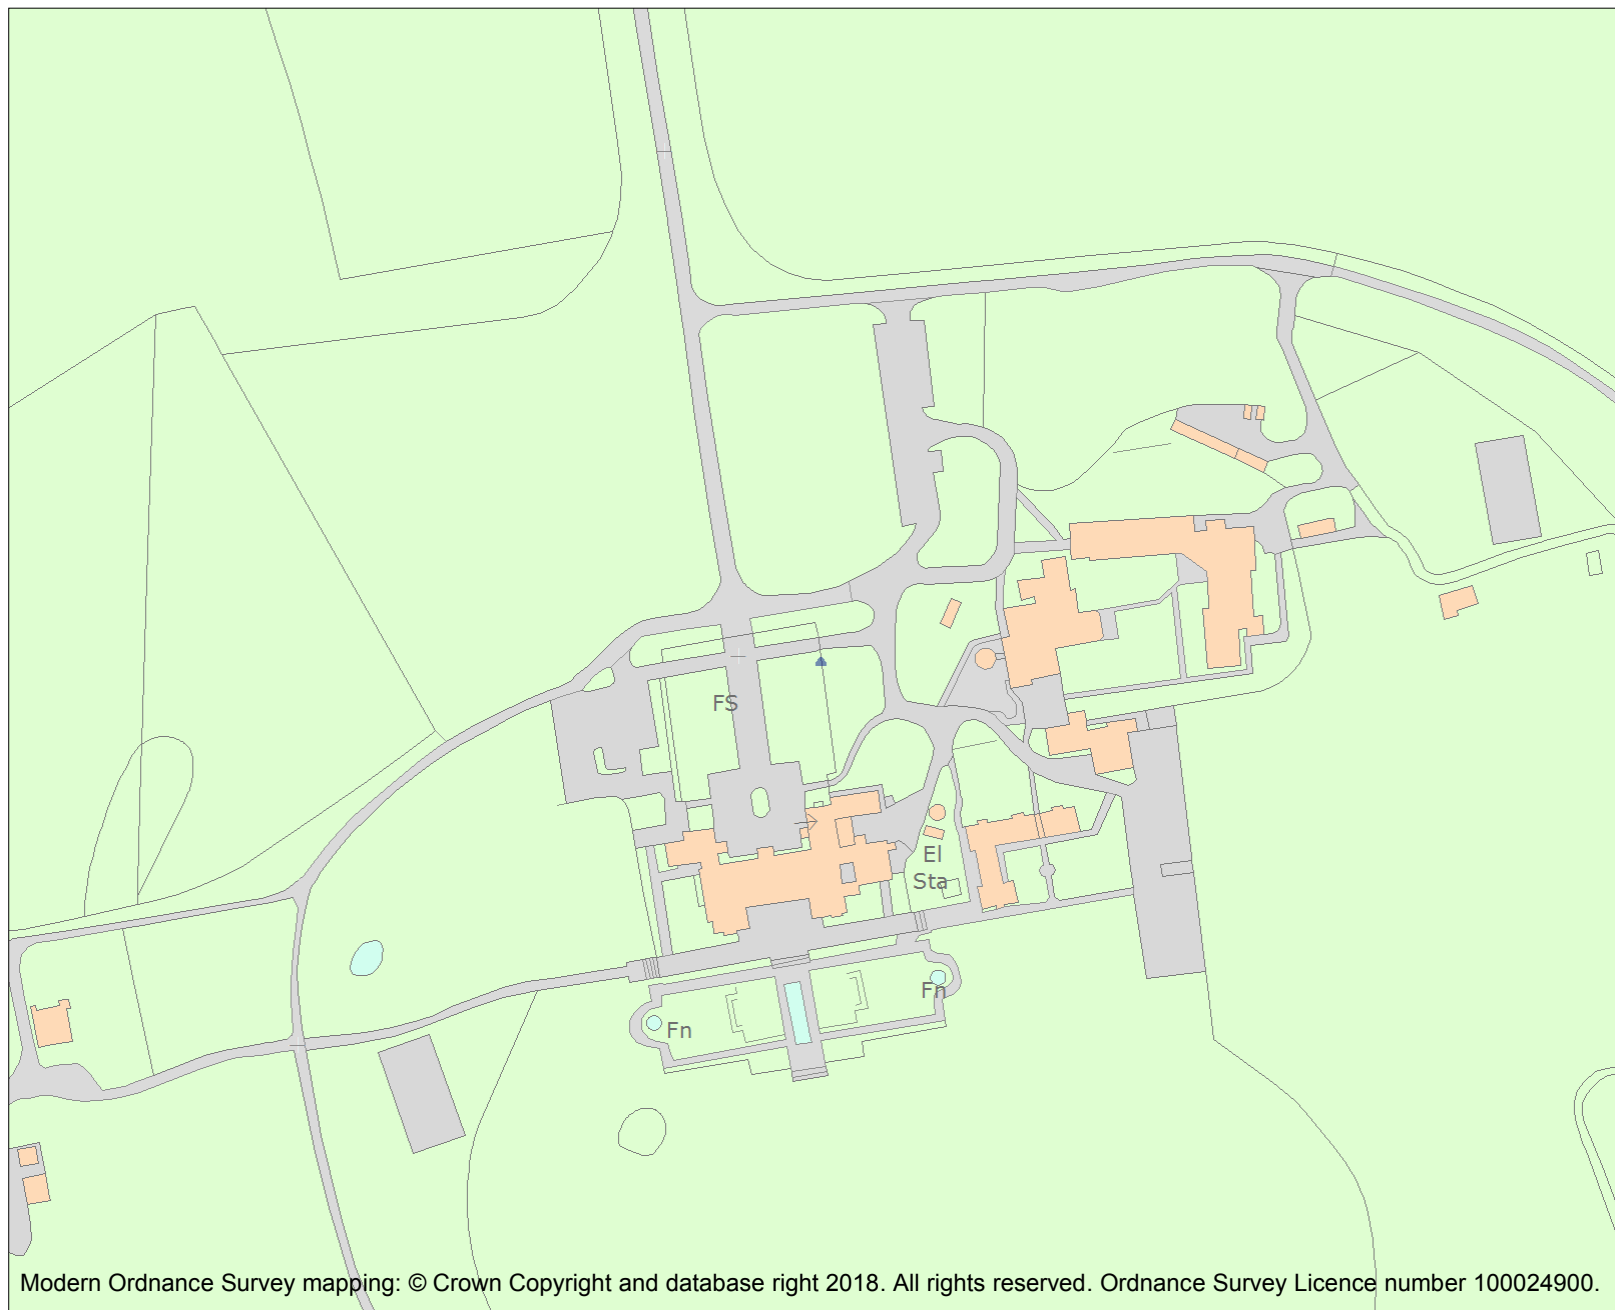 FS
El
Sta
Fn
Fn
Modern Ordnance Survey mapping: © Crown Copyright and database right 2018. All rights reserved. Ordnance Survey Licence number 100024900.